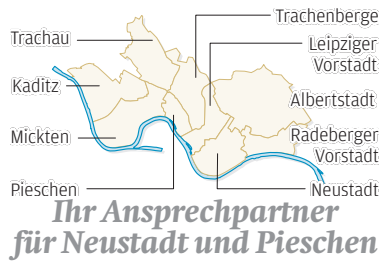 Trachenberge
Trachau
Leipziger
Vorstadt
Kaditz
Albertstadt
Mickten
Radeberger
Vorstadt
Pieschen
Neustadt
Ihr Ansprechpartner
für Neustadt und Pieschen